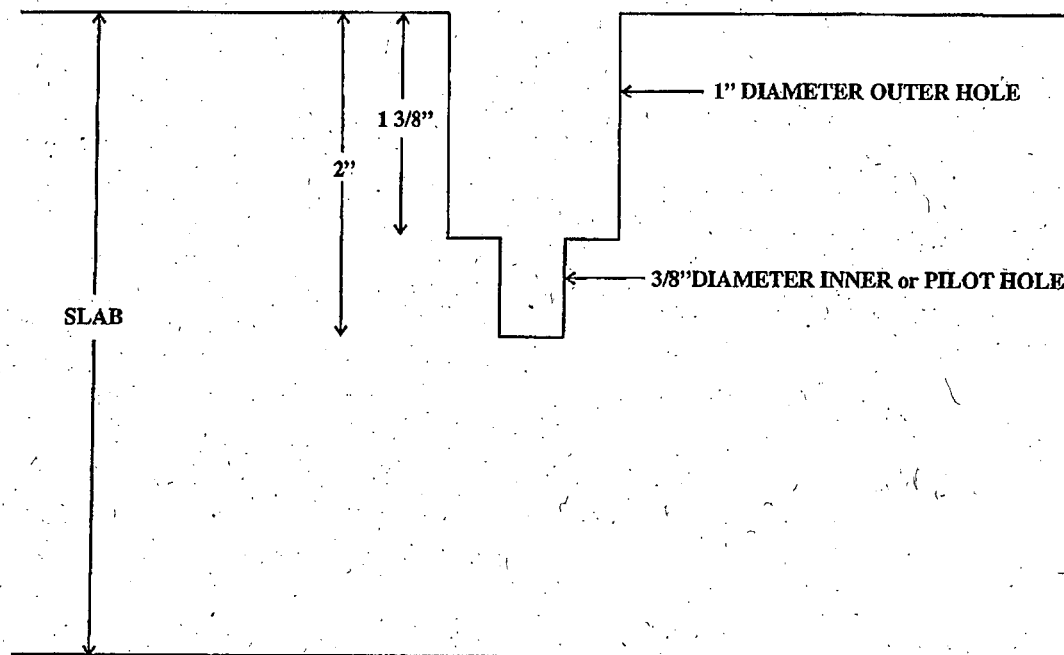 1” DIAMETER OUTER HOLE
1 3/8”
2”
3/8”DIAMETER INNER or PILOT HOLE
SLAB